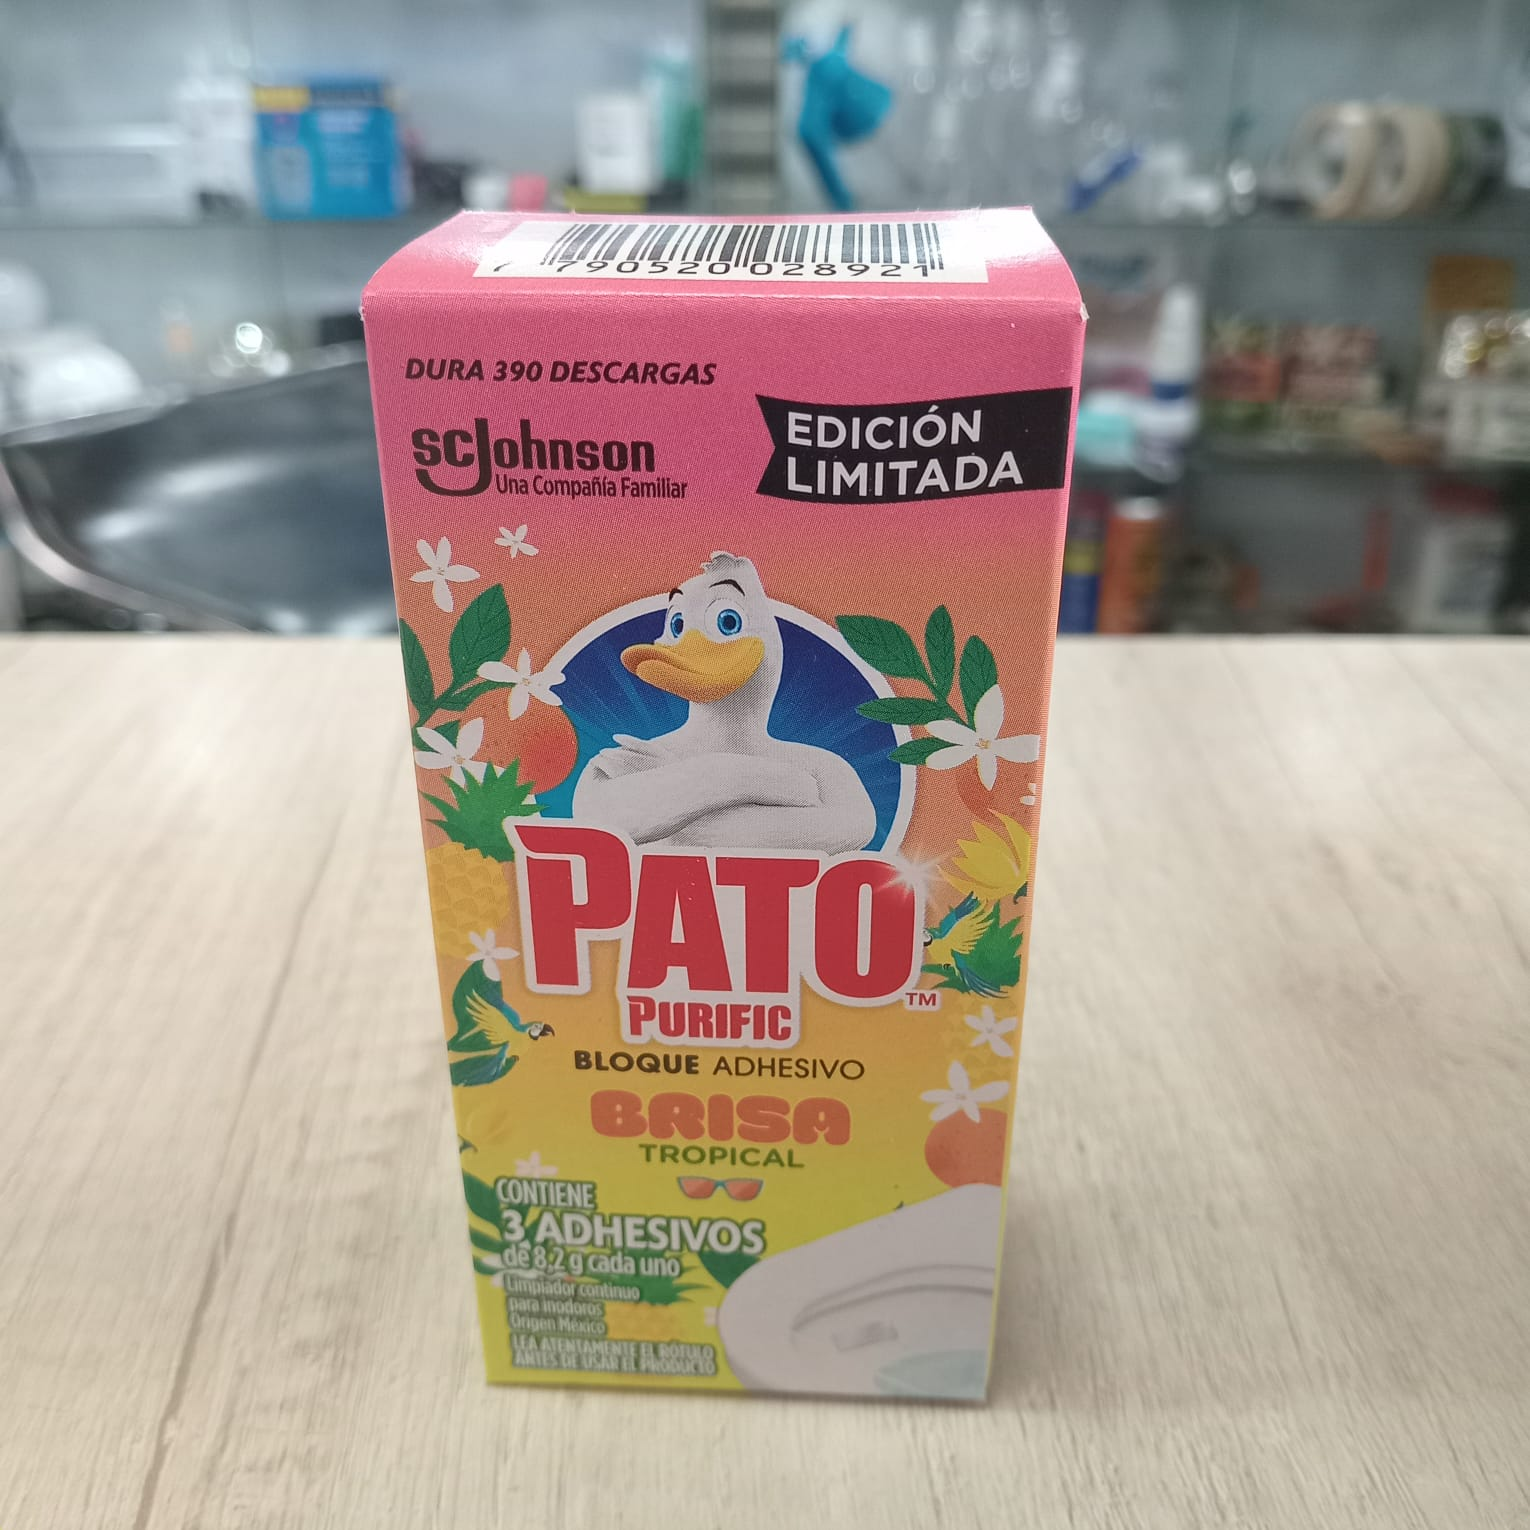 7 790520 028921
DURA 390 DESCARGAS
scJohnson
Una Compañía Familiar
EDICIÓN
LIMITADA
PATO
TM
PURIFIC
BLOQUE ADHESIVO
BRISA
TROPICAL
CONTIENE
3 ADHESIVOS
de 8,2 g cada uno
Limpiador continuo
para inodoros
Origen México
LEA ATENTAMENTE EL RÓTULO
ANTES DE USAR EL PRODUCTO